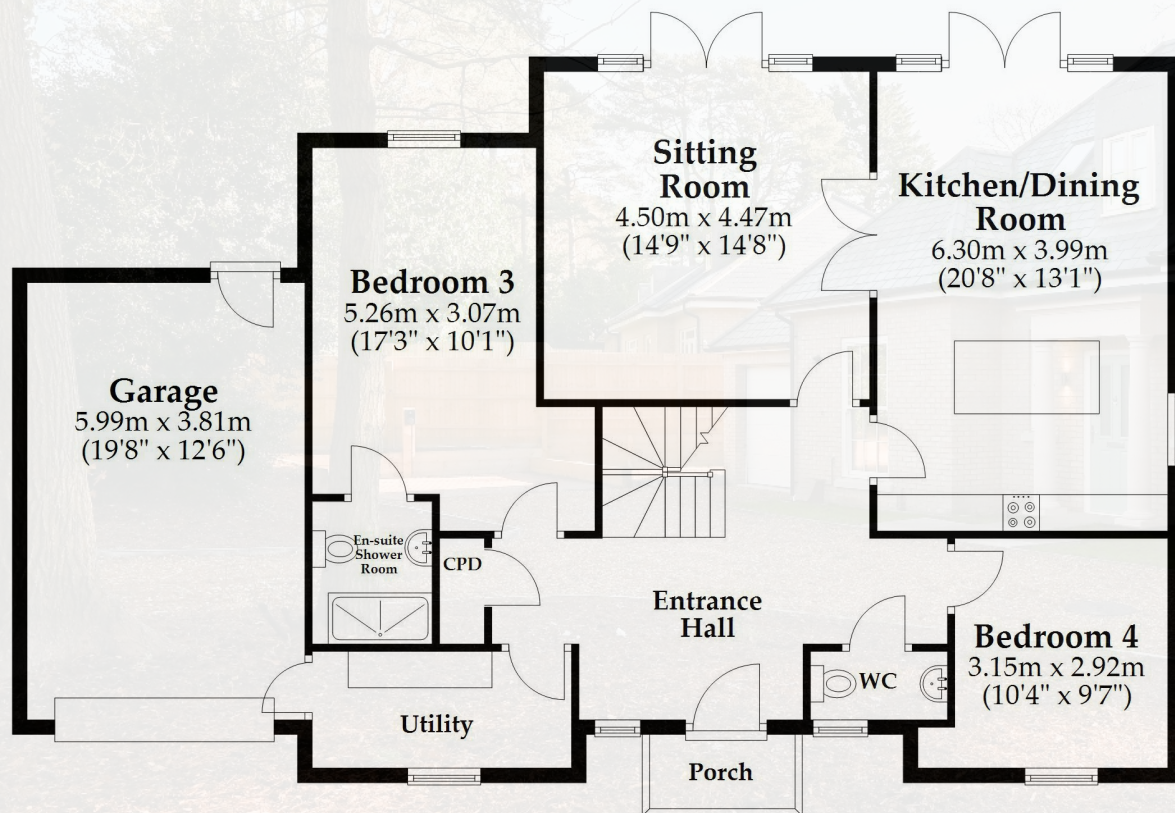 Sitting
Room
4.50m x 4.47m
(14'9" x 14'8")
Kitchen/Dining
Room
6.30m x 3.99m
(20'8" x 13'1")
Bedroom 3
5.26m x 3.07m
(17'3" x 10'1")
Garage
5.99m x 3.81m
(19'8" x 12'6")
En-suite
Shower
Room
CPD
Entrance
Hall
Bedroom 4
3.15m x 2.92m
(10'4" x 9'7")
WC
Utility
Porch